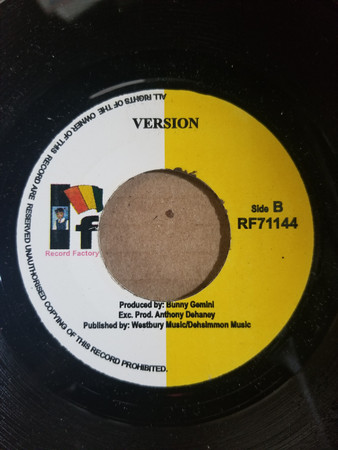 VERSION
Side B
RF71144
f
Record Factory
Produced by: Bunny Gemini
Exc. Prod. Anthony Dehaney
Published by: Westbury Music/Dehsimmon Music
ALL RIGHTS OF THE OWNER OF THIS RECORD ARE RESERVED UNAUTHORISED COPYING OF THIS RECORD PROHIBITED.